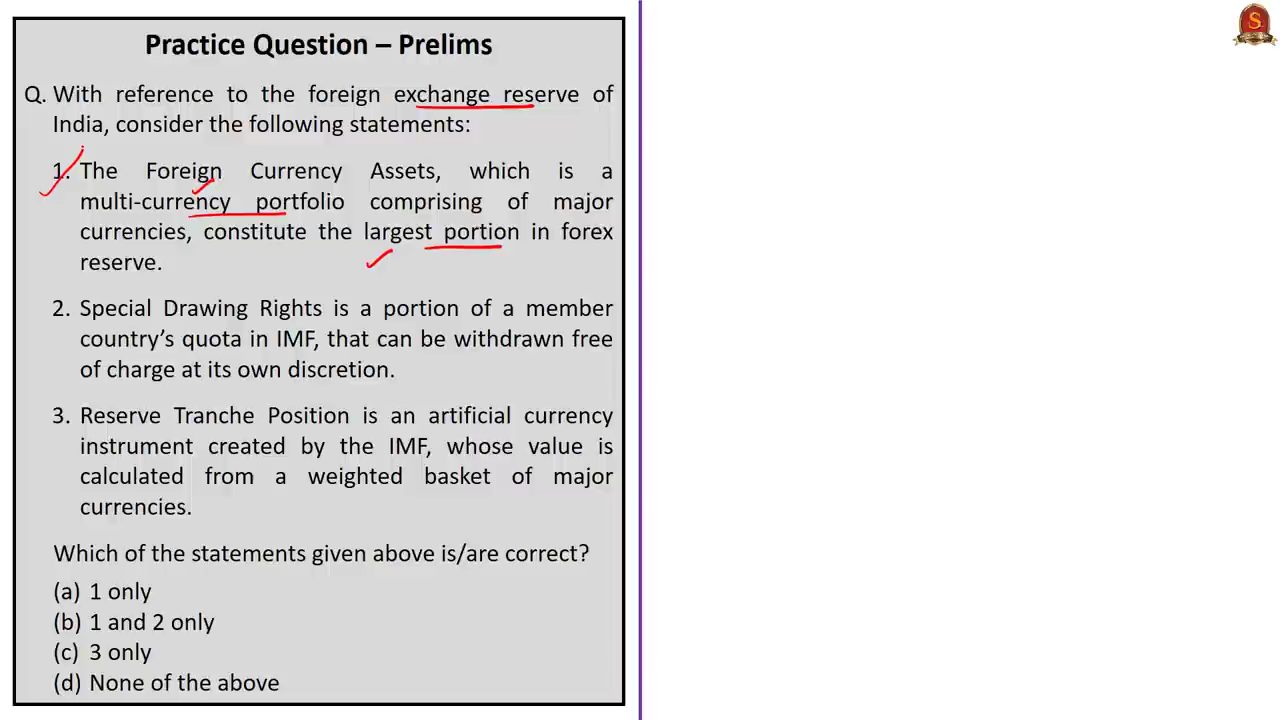 Practice Question – Prelims
Q. With reference to the foreign exchange reserve of
India, consider the following statements:
1. The Foreign Currency Assets, which is a
multi-currency portfolio comprising of major
currencies, constitute the largest portion in forex
reserve.
2. Special Drawing Rights is a portion of a member
country’s quota in IMF, that can be withdrawn free
of charge at its own discretion.
3. Reserve Tranche Position is an artificial currency
instrument created by the IMF, whose value is
calculated from a weighted basket of major
currencies.
Which of the statements given above is/are correct?
(a) 1 only
(b) 1 and 2 only
(c) 3 only
(d) None of the above
S